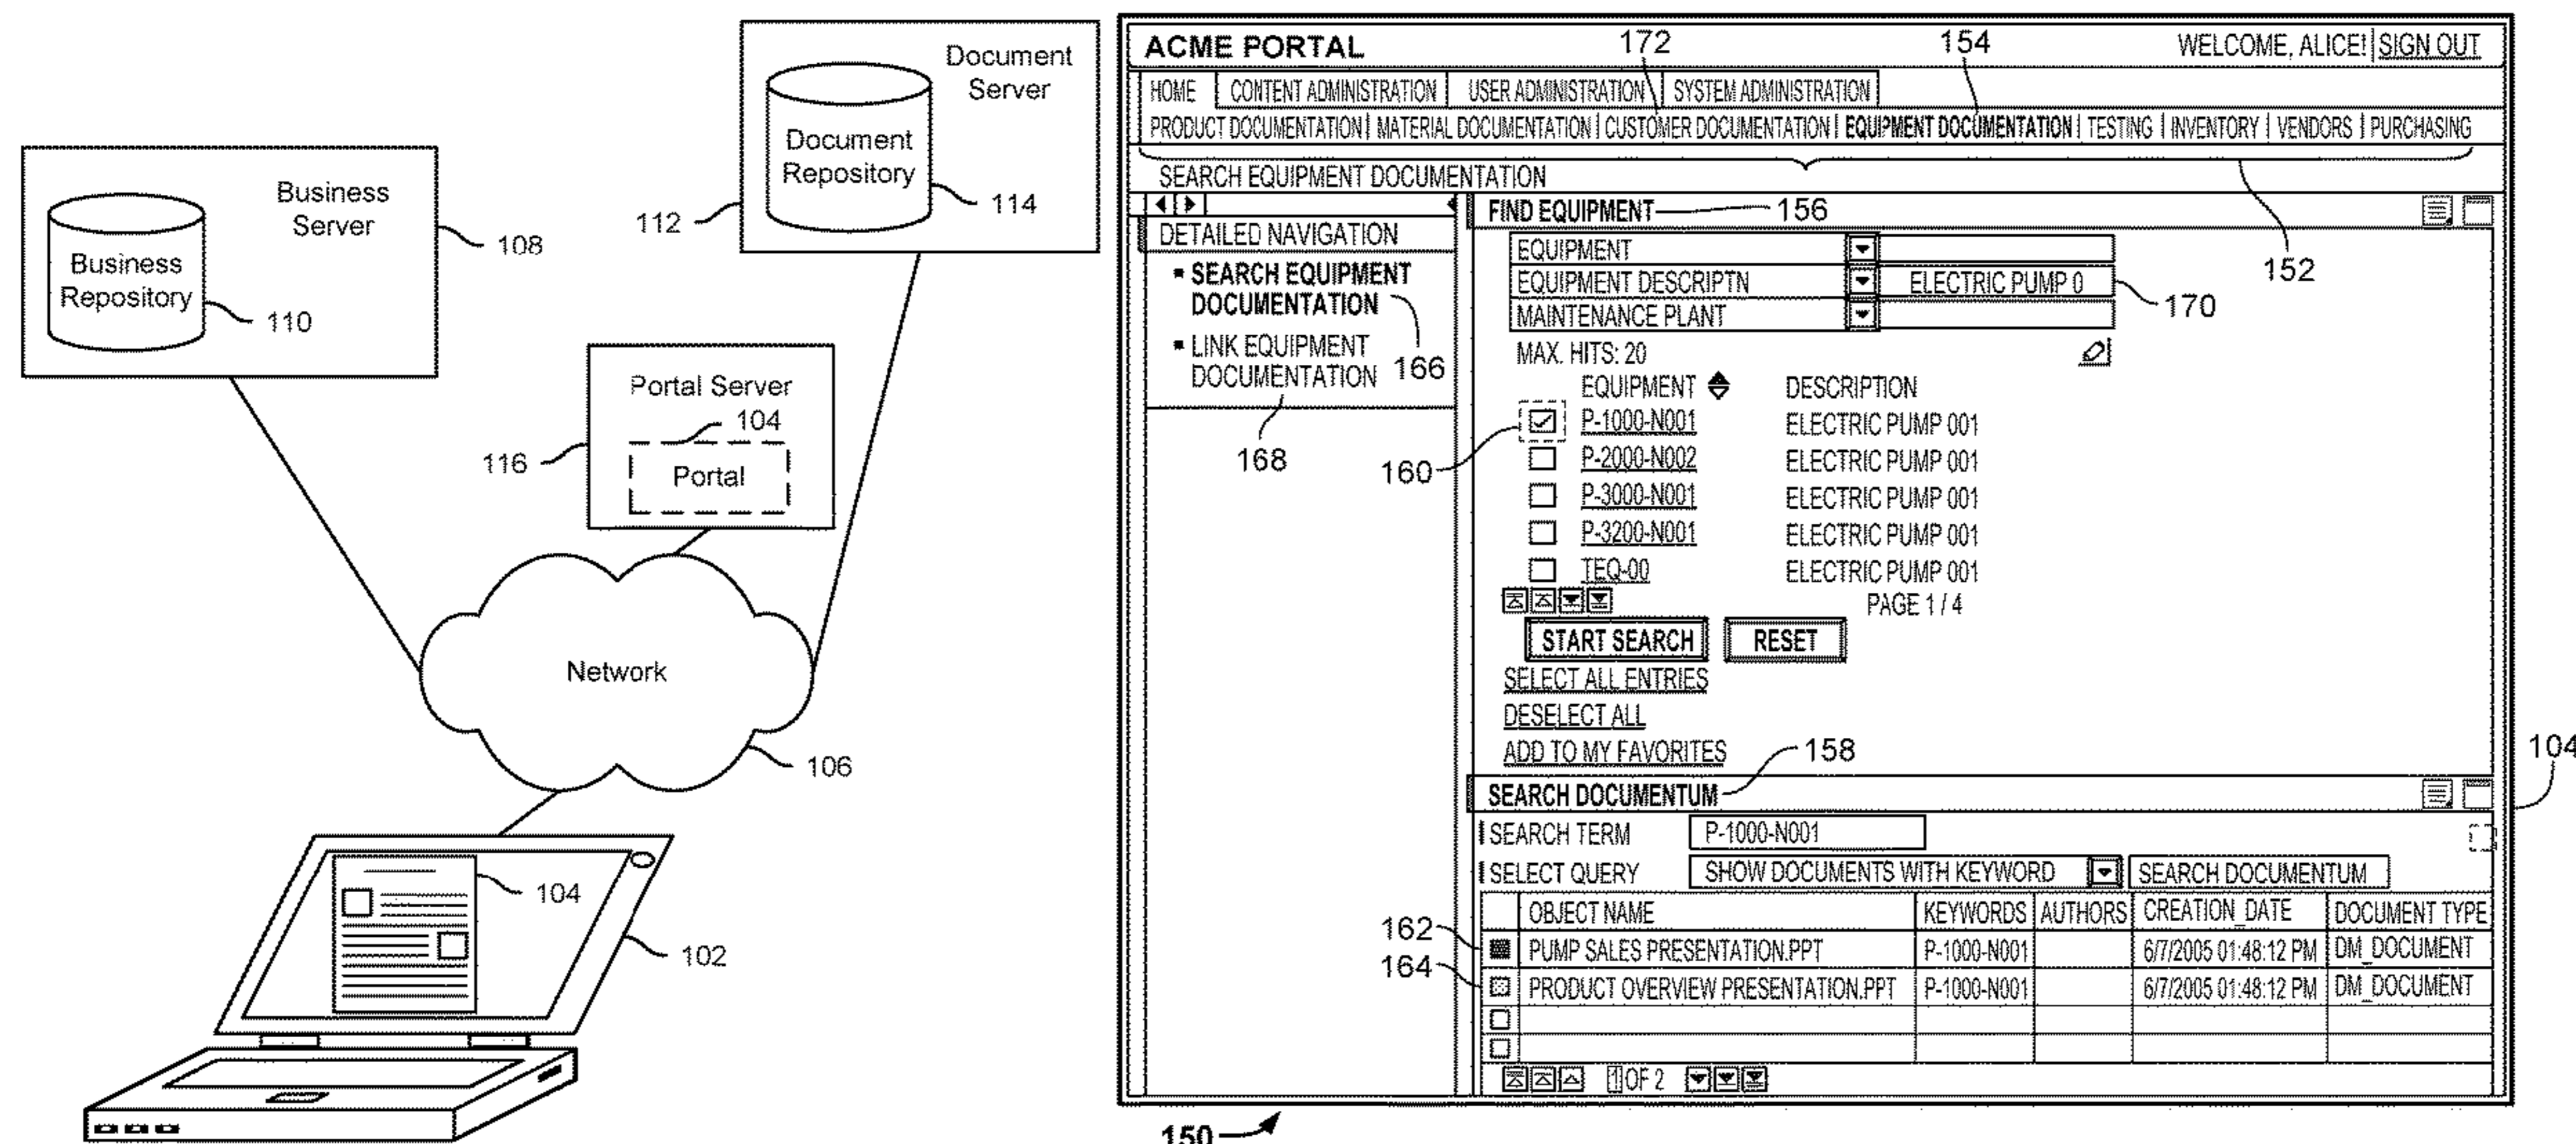 Document
Server
Document
Repository
114
112
Business
Server
108
Business
Repository
110
Portal Server
104
Portal
116
Network
106
104
102
ACME PORTAL
172
154
WELCOME, ALICE! SIGN OUT
HOME CONTENT ADMINISTRATION USER ADMINISTRATION SYSTEM ADMINISTRATION
PRODUCT DOCUMENTATION | MATERIAL DOCUMENTATION | CUSTOMER DOCUMENTATION | EQUIPMENT DOCUMENTATION | TESTING | INVENTORY | VENDORS | PURCHASING
SEARCH EQUIPMENT DOCUMENTATION
152
DETAILED NAVIGATION
SEARCH EQUIPMENT
DOCUMENTATION
166
LINK EQUIPMENT
DOCUMENTATION
168
FIND EQUIPMENT
156
EQUIPMENT
EQUIPMENT DESCRIPTN ELECTRIC PUMP 0
170
MAINTENANCE PLANT
MAX. HITS: 20
EQUIPMENT DESCRIPTION
160
P-1000-N001 ELECTRIC PUMP 001
P-2000-N002 ELECTRIC PUMP 001
P-3000-N001 ELECTRIC PUMP 001
P-3200-N001 ELECTRIC PUMP 001
TEQ-00 ELECTRIC PUMP 001
PAGE 1 / 4
START SEARCH RESET
SELECT ALL ENTRIES
DESELECT ALL
ADD TO MY FAVORITES
158
104
SEARCH DOCUMENTUM
SEARCH TERM P-1000-N001
SELECT QUERY SHOW DOCUMENTS WITH KEYWORD SEARCH DOCUMENTUM
OBJECT NAME KEYWORDS AUTHORS CREATION_DATE DOCUMENT TYPE
162
PUMP SALES PRESENTATION.PPT P-1000-N001 6/7/2005 01:48:12 PM DM_DOCUMENT
164
PRODUCT OVERVIEW PRESENTATION.PPT P-1000-N001 6/7/2005 01:48:12 PM DM_DOCUMENT
1 OF 2
150